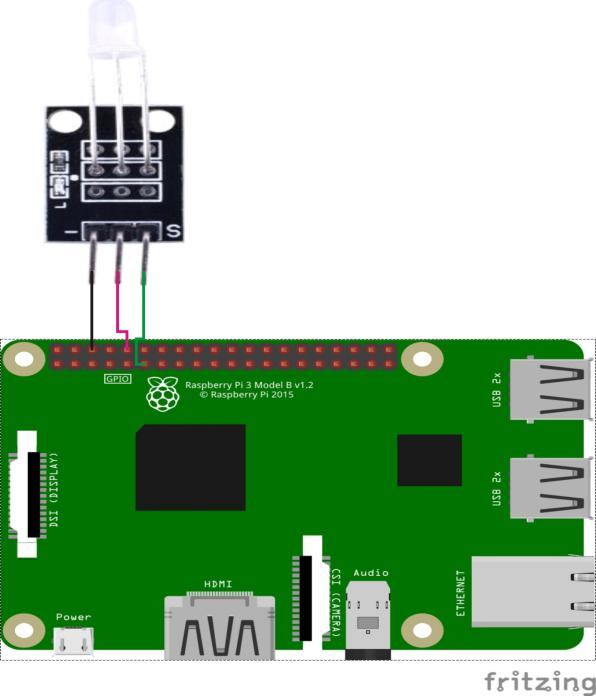 L
- S
GPIO
Raspberry Pi 3 Model B v1.2
© Raspberry Pi 2015
USB 2x
DSI (DISPLAY)
USB 2x
CSI (CAMERA)
Audio
ETHERNET
HDMI
Power
fritzing